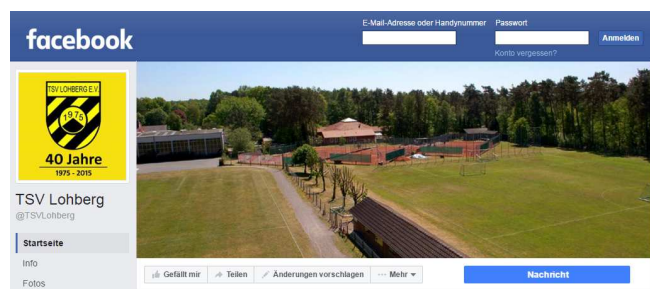 E-Mail-Adresse oder Handynummer Passwort
facebook
Anmelden
Konto vergessen?
TSV LOHBERG E.V.
1975
40 Jahre
1975 - 2015
TSV Lohberg
@TSVLohberg
Startseite
Info
Fotos
Gefällt mir Teilen Änderungen vorschlagen ··· Mehr Nachricht